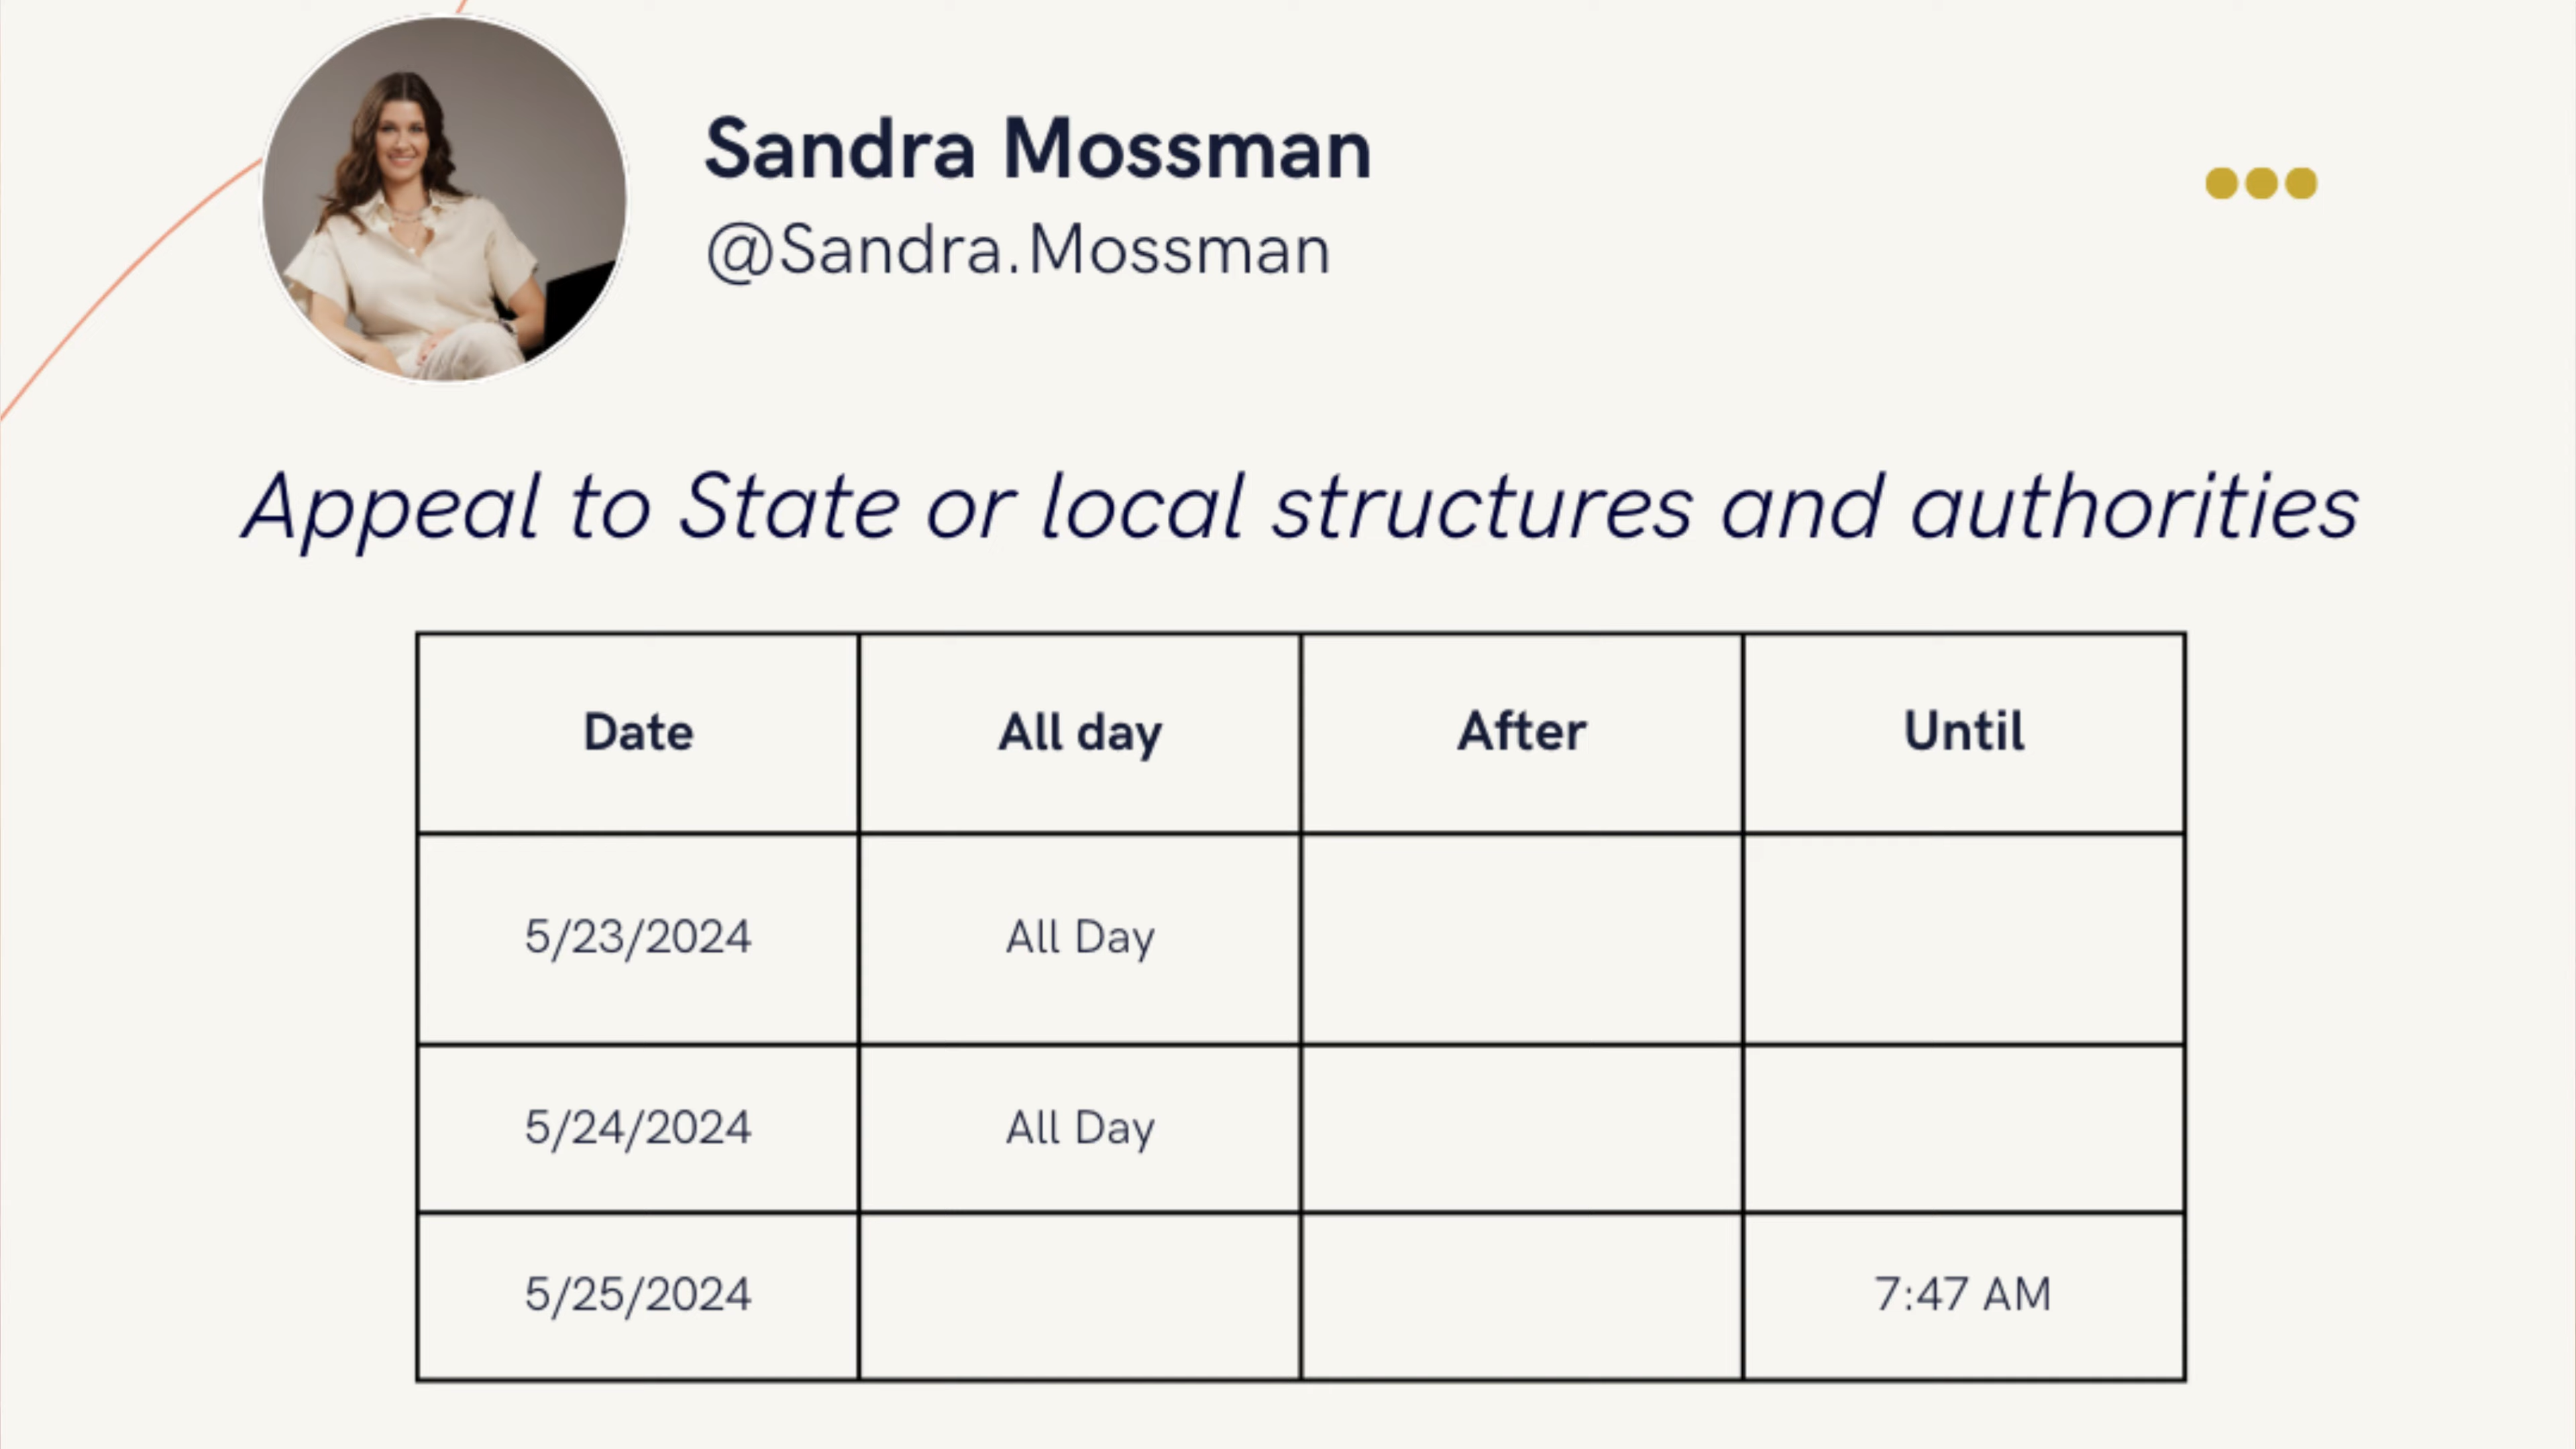 Sandra Mossman
@Sandra.Mossman
Appeal to State or local structures and authorities
Date All day After Until
5/23/2024 All Day
5/24/2024 All Day
5/25/2024 7:47 AM